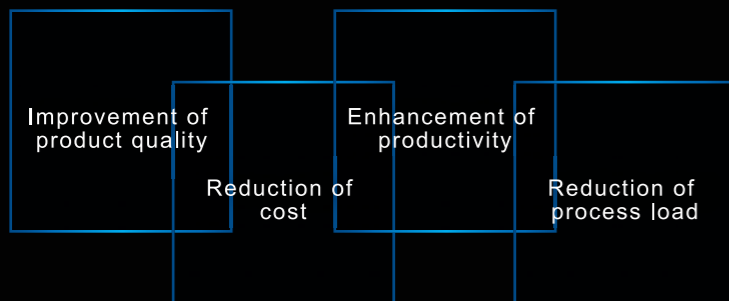 Improvement of
product quality
Reduction of
cost
Enhancement of
productivity
Reduction of
process load